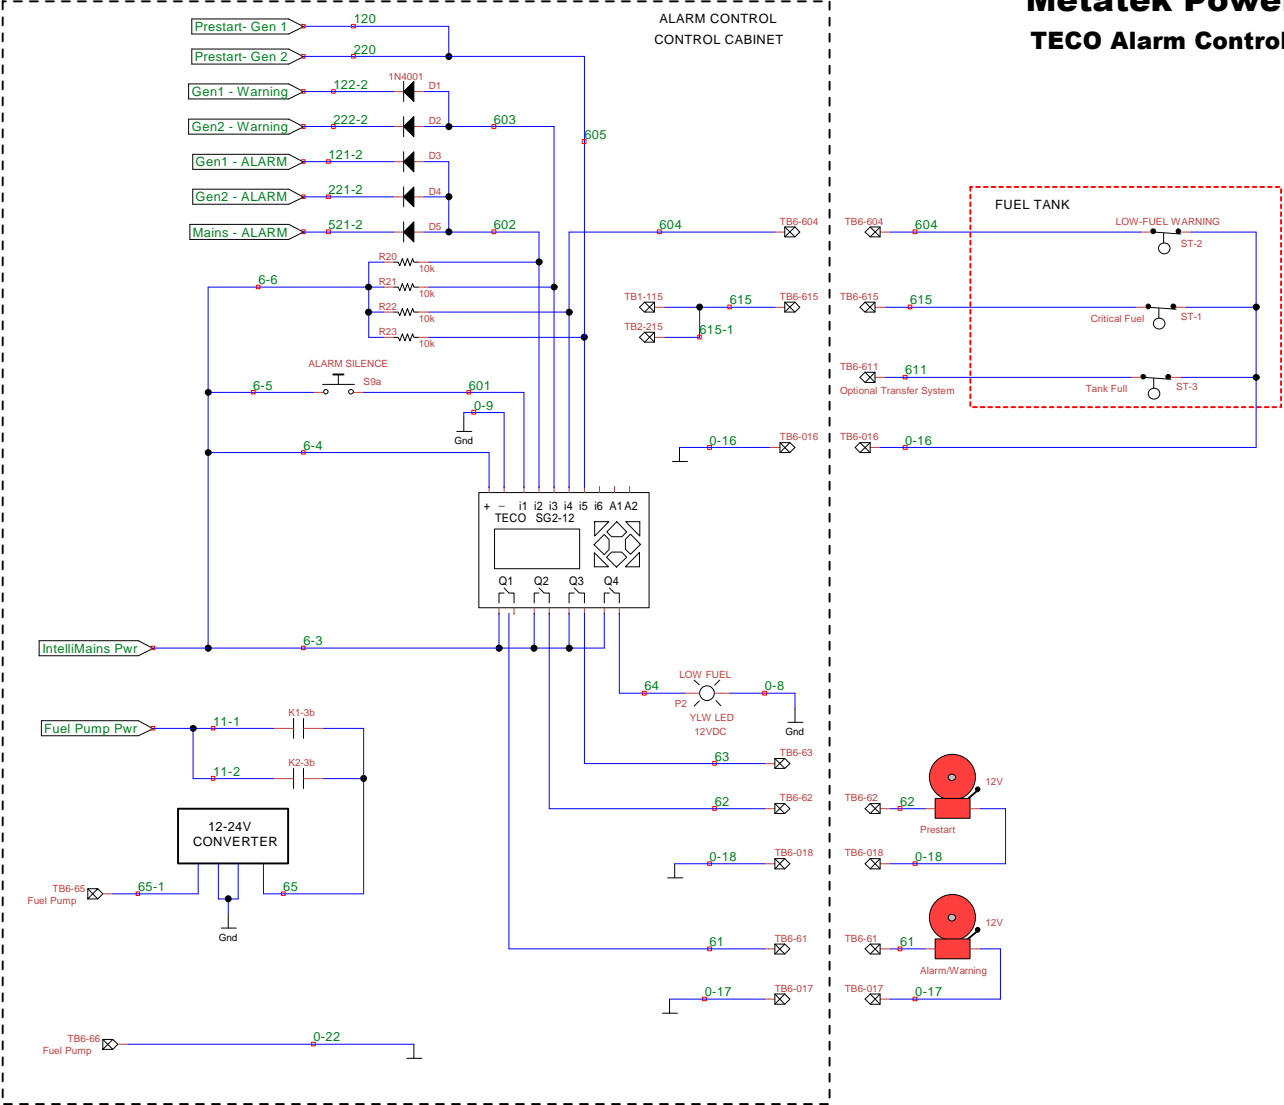 Metatek Power
TECO Alarm Control
ALARM CONTROL
CONTROL CABINET
Prestart- Gen 1
120
Prestart- Gen 2
220
1N4001
Gen1 - Warning
122-2
D1
Gen2 - Warning
222-2
D2
603
605
Gen1 - ALARM
121-2
D3
Gen2 - ALARM
221-2
D4
Mains - ALARM
521-2
D5
602
604
TB6-604
TB6-604
604
FUEL TANK
LOW-FUEL WARNING
ST-2
R20
10k
6-6
R21
10k
R22
10k
R23
10k
TB1-115
615
TB6-615
TB2-215
615-1
TB6-615
615
Critical Fuel
ST-1
ALARM SILENCE
6-5
S9a
601
TB6-611
611
Optional Transfer System
Tank Full
ST-3
0-9
Gnd
6-4
0-16
TB6-016
TB6-016
0-16
+ – i1 i2 i3 i4 i5 i6 A1 A2
TECO SG2-12
Q1 Q2 Q3 Q4
IntelliMains Pwr
6-3
LOW FUEL
64
P2
0-8
YLW LED
12VDC
Gnd
Fuel Pump Pwr
11-1
K1-3b
11-2
K2-3b
63
TB6-63
62
TB6-62
TB6-62
62
12V
Prestart
12-24V
CONVERTER
0-18
TB6-018
TB6-018
0-18
TB6-65
Fuel Pump
65-1
65
Gnd
61
TB6-61
TB6-61
61
12V
Alarm/Warning
0-17
TB6-017
TB6-017
0-17
TB6-66
Fuel Pump
0-22